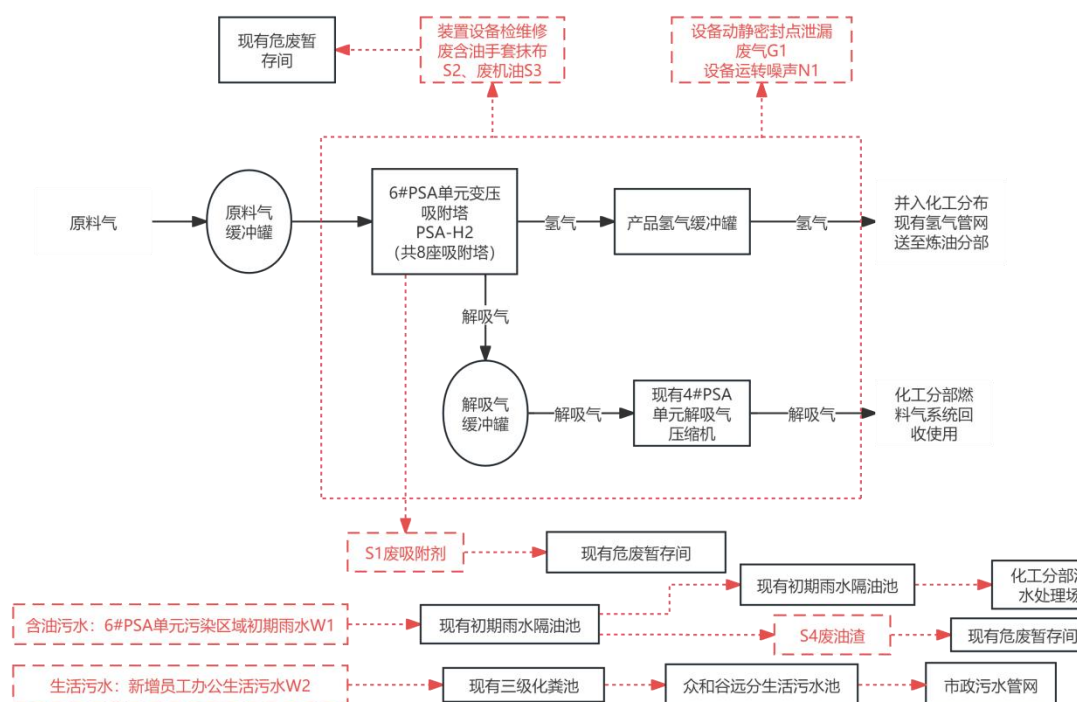 现有危废暂
存间
装置设备检维修
废含油手套抹布
S2、废机油S3
设备动静密封点泄漏
废气G1
设备运转噪声N1
原料气
原料气
缓冲罐
6#PSA单元变压
吸附塔
PSA-H2
（共8座吸附塔）
氢气
产品氢气缓冲罐
氢气
并入化工分布
现有氢气管网
送至炼油分部
解吸气
解吸气
缓冲罐
解吸气
现有4#PSA
单元解吸气
压缩机
解吸气
化工分部燃
料气系统回
收使用
S1废吸附剂
现有危废暂存间
现有初期雨水隔油池
化工分部
水处理场
含油污水：6#PSA单元污染区域初期雨水W1
现有初期雨水隔油池
S4废油渣
现有危废暂存间
生活污水：新增员工办公生活污水W2
现有三级化粪池
众和谷远分生活污水池
市政污水管网